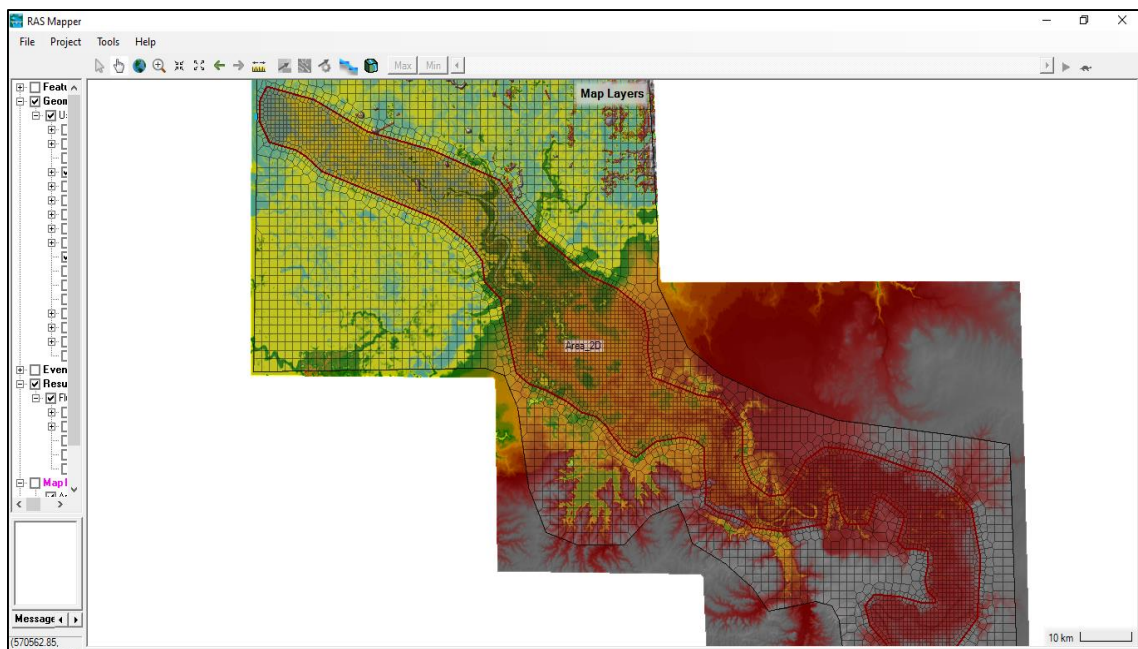 RAS Mapper
File Project Tools Help
Max Min
Map Layers
Featu
Geom
U:
Even
Resu
Fl
Map
Area_2D
Message
(570562.85,
10 km